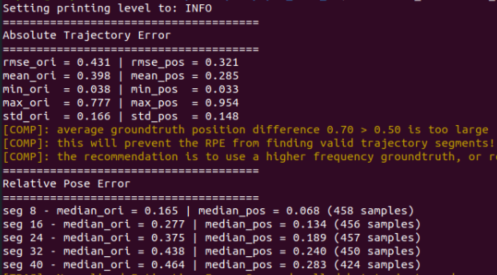 Setting printing level to: INFO
======================================
Absolute Trajectory Error
======================================
rmse_ori = 0.431 | rmse_pos = 0.321
mean_ori = 0.398 | mean_pos = 0.285
min_ori  = 0.038 | min_pos  = 0.033
max_ori  = 0.777 | max_pos  = 0.954
std_ori  = 0.166 | std_pos  = 0.148
[COMP]: average groundtruth position difference 0.70 > 0.50 is too large
[COMP]: this will prevent the RPE from finding valid trajectory segments!
[COMP]: the recommendation is to use a higher frequency groundtruth, or
======================================
Relative Pose Error
======================================
seg 8 - median_ori = 0.165 | median_pos = 0.068 (458 samples)
seg 16 - median_ori = 0.277 | median_pos = 0.134 (456 samples)
seg 24 - median_ori = 0.375 | median_pos = 0.189 (457 samples)
seg 32 - median_ori = 0.438 | median_pos = 0.240 (450 samples)
seg 40 - median_ori = 0.464 | median_pos = 0.283 (424 samples)